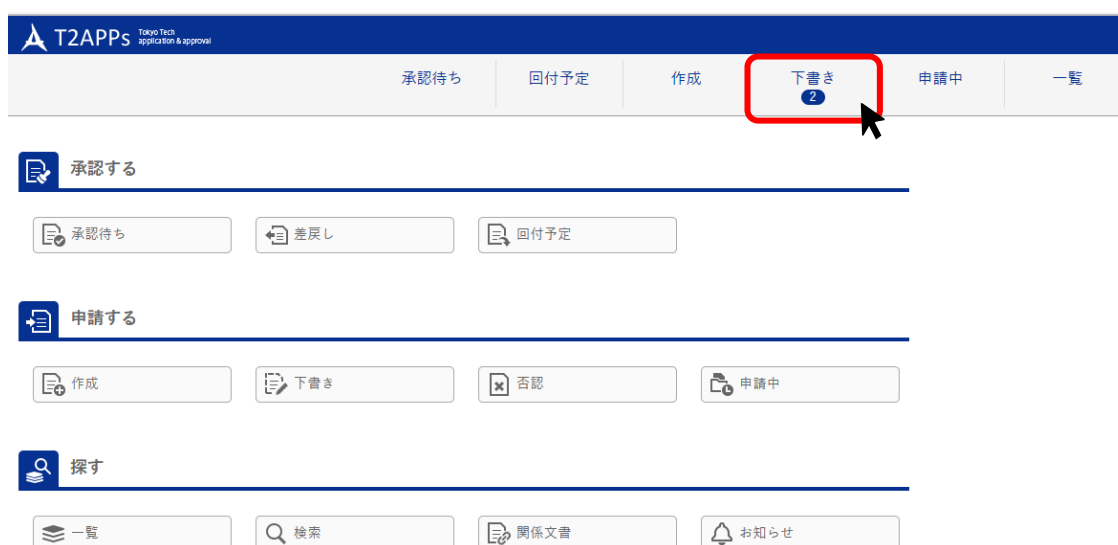 T2APPs Tokyo Tech
application & approval
承認待ち 回付予定 作成 下書き 申請中 一覧
2
承認する
承認待ち 差戻し 回付予定
申請する
作成 下書き 否認 申請中
探す
一覧 検索 関係文書 お知らせ